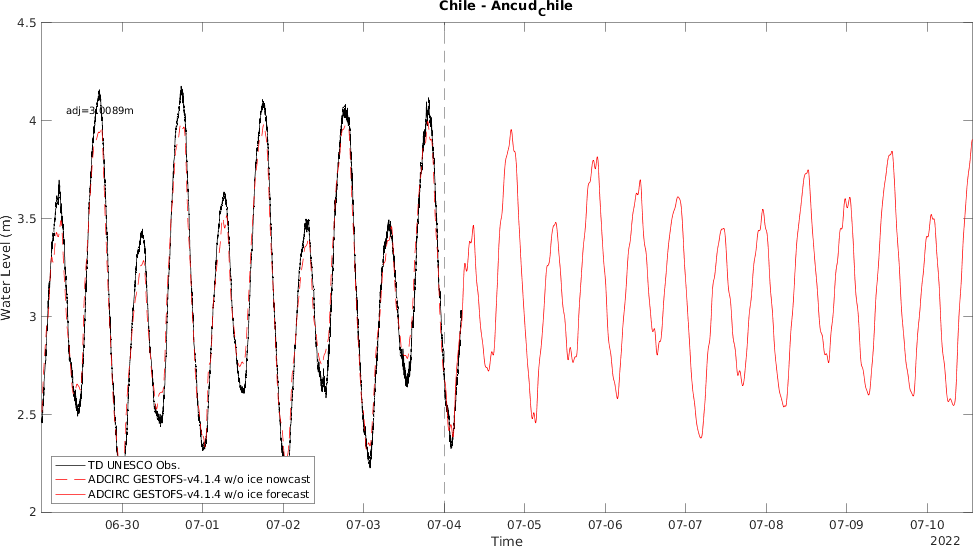 Chile - Ancud_Chile
4.5
4
3.5
3
2.5
2
Water Level (m)
adj=3.0089m
TD UNESCO Obs.
ADCIRC GESTOFS-v4.1.4 w/o ice nowcast
ADCIRC GESTOFS-v4.1.4 w/o ice forecast
06-30 07-01 07-02 07-03 07-04 07-05 07-06 07-07 07-08 07-09 07-10
Time
2022